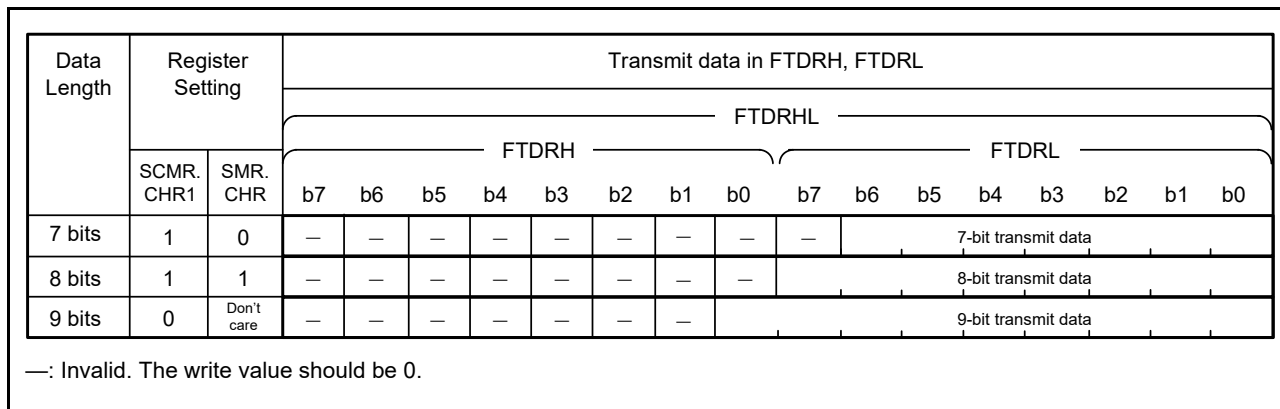 Data Length Register Setting Transmit data in FTDRH, FTDRL
FTDRHL
FTDRH FTDRL
SCMR. CHR1 SMR. CHR b7 b6 b5 b4 b3 b2 b1 b0 b7 b6 b5 b4 b3 b2 b1 b0
7 bits 1 0 — — — — — — — — — 7-bit transmit data
8 bits 1 1 — — — — — — — — 8-bit transmit data
9 bits 0 Don't care — — — — — — — 9-bit transmit data
—: Invalid. The write value should be 0.